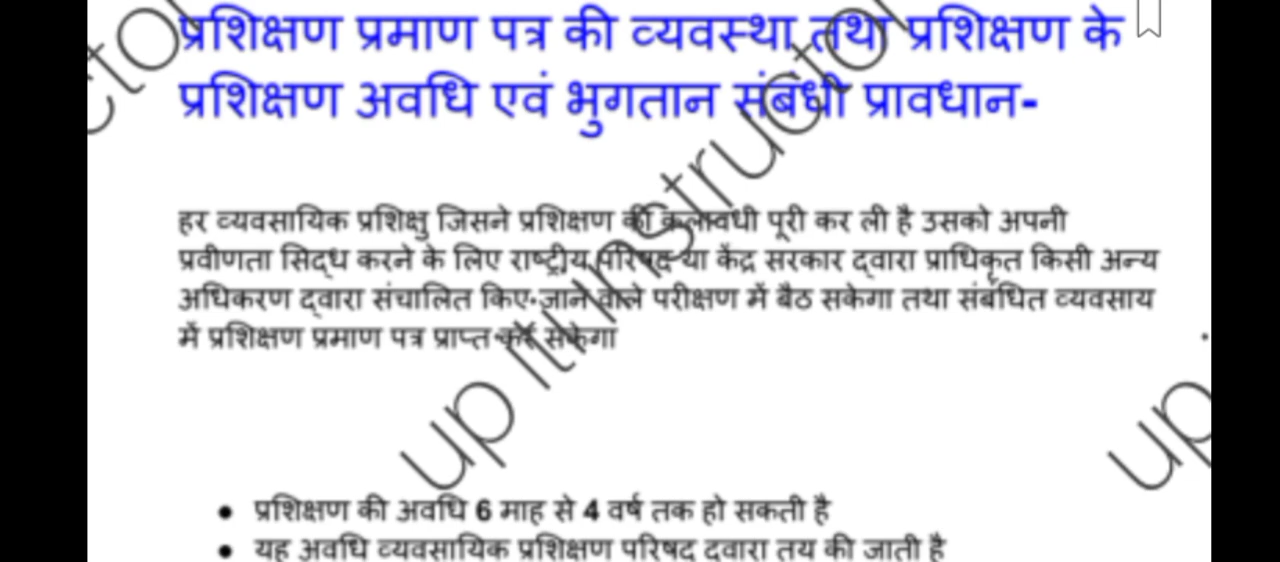 प्रशिक्षण प्रमाण पत्र की व्यवस्था तथा प्रशिक्षण के
प्रशिक्षण अवधि एवं भुगतान संबंधी प्रावधान-
हर व्यवसायिक प्रशिक्षु जिसने प्रशिक्षण की कलावधी पूरी कर ली है उसको अपनी
प्रवीणता सिद्ध करने के लिए राष्ट्रीय परिषद या केंद्र सरकार द्वारा प्राधिकृत किसी अन्य
अधिकरण द्वारा संचालित किए जाने वाले परीक्षण में बैठ सकेगा तथा संबंधित व्यवसाय
में प्रशिक्षण प्रमाण पत्र प्राप्त कर सकेगा
• प्रशिक्षण की अवधि 6 माह से 4 वर्ष तक हो सकती है
• यह अवधि व्यवसायिक प्रशिक्षण परिषद द्वारा तय की जाती है
up iti instructor
ctor
up